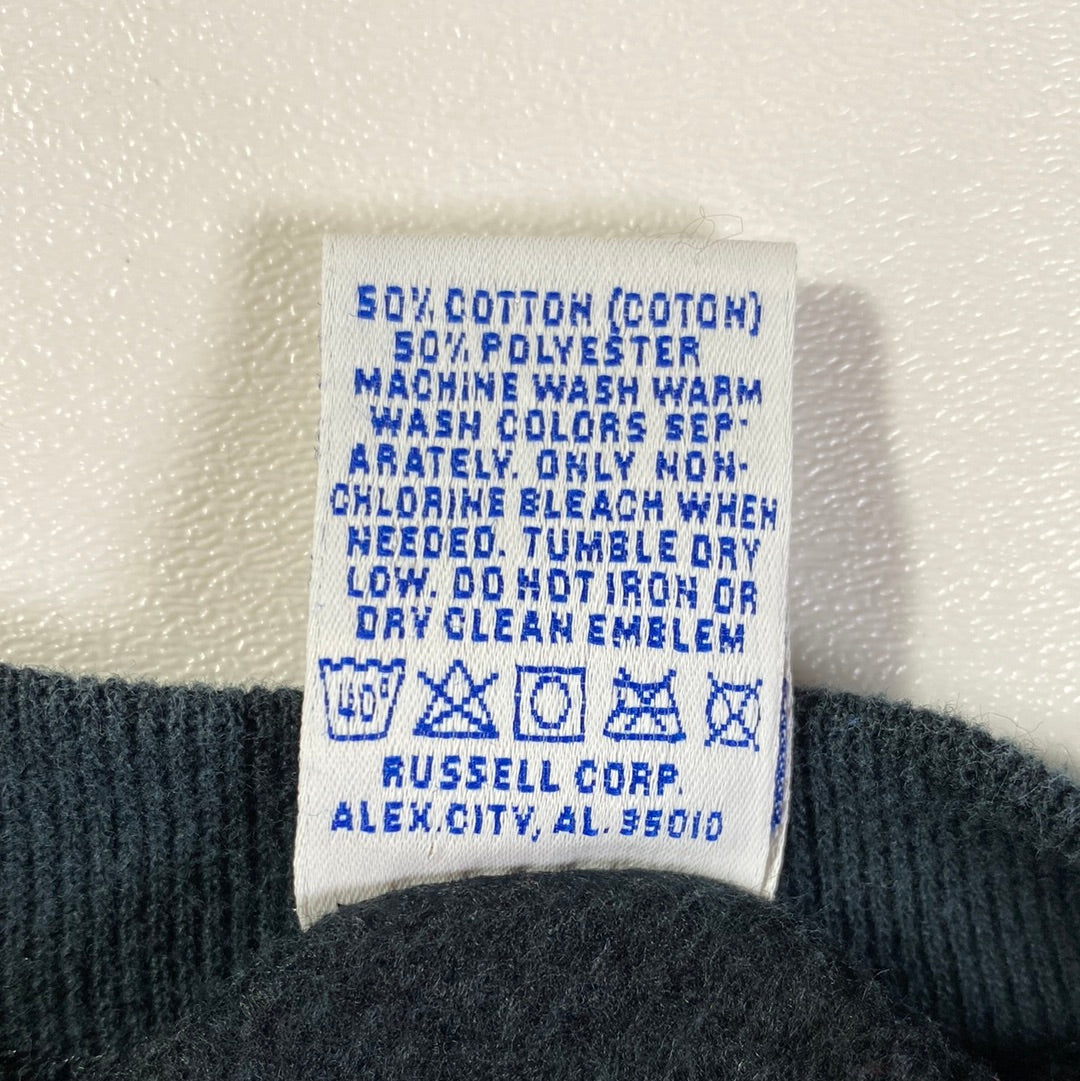 50% COTTON (COTON)
50% POLYESTER
MACHINE WASH WARM
WASH COLORS SEP-
ARATELY. ONLY NON-
CHLORINE BLEACH WHEN
NEEDED. TUMBLE DRY
LOW. DO NOT IRON OR
DRY CLEAN EMBLEM
40°
RUSSELL CORP.
ALEX.CITY, AL. 35010